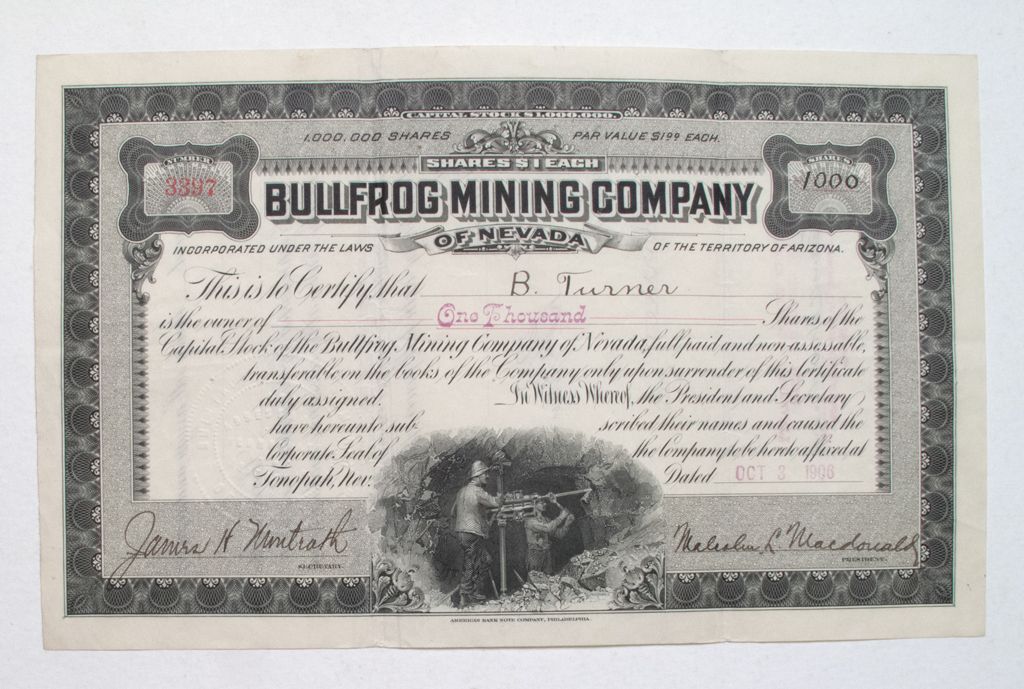 CAPITAL STOCK $1,000,000.
1,000,000 SHARES PAR VALUE $1.00 EACH.
NUMBER
3397
SHARES $1 EACH
SHARES
1000
BULLFROG MINING COMPANY
OF NEVADA
INCORPORATED UNDER THE LAWS OF THE TERRITORY OF ARIZONA.
This is to Certify, that B. Turner
is the owner of One Thousand Shares of the
Capital Stock of the Bullfrog Mining Company of Nevada, full paid and non-assessable,
transferable on the books of the Company only upon surrender of this Certificate
duly assigned. In Witness Whereof, the President and Secretary
have hereunto sub- scribed their names and caused the
Corporate Seal of the Company to be hereto affixed at
Tonopah, Nev. Dated OCT 3 1906
James H Malcolm L Macdonald
SECRETARY. PRESIDENT.
AMERICAN BANK NOTE COMPANY, PHILADELPHIA.